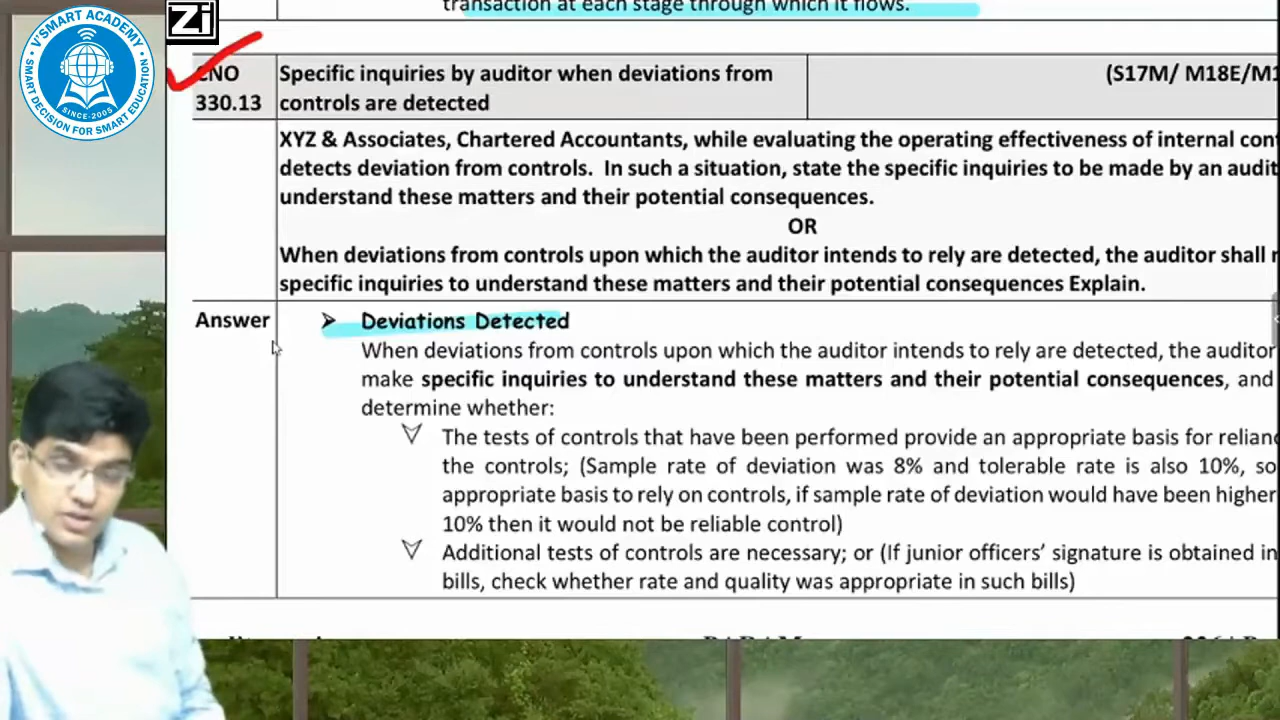 transaction at each stage through which it flows.
V'SMART ACADEMY
SINCE-2005
SMART DECISION FOR SMART EDUCATION
Zi
CNO
330.13
Specific inquiries by auditor when deviations from
controls are detected
(S17M/ M18E/M1
XYZ & Associates, Chartered Accountants, while evaluating the operating effectiveness of internal con
detects deviation from controls. In such a situation, state the specific inquiries to be made by an audit
understand these matters and their potential consequences.
OR
When deviations from controls upon which the auditor intends to rely are detected, the auditor shall
specific inquiries to understand these matters and their potential consequences Explain.
Answer
➤ Deviations Detected
When deviations from controls upon which the auditor intends to rely are detected, the auditor
make specific inquiries to understand these matters and their potential consequences, and
determine whether:
The tests of controls that have been performed provide an appropriate basis for relianc
the controls; (Sample rate of deviation was 8% and tolerable rate is also 10%, so
appropriate basis to rely on controls, if sample rate of deviation would have been higher
10% then it would not be reliable control)
Additional tests of controls are necessary; or (If junior officers' signature is obtained in
bills, check whether rate and quality was appropriate in such bills)